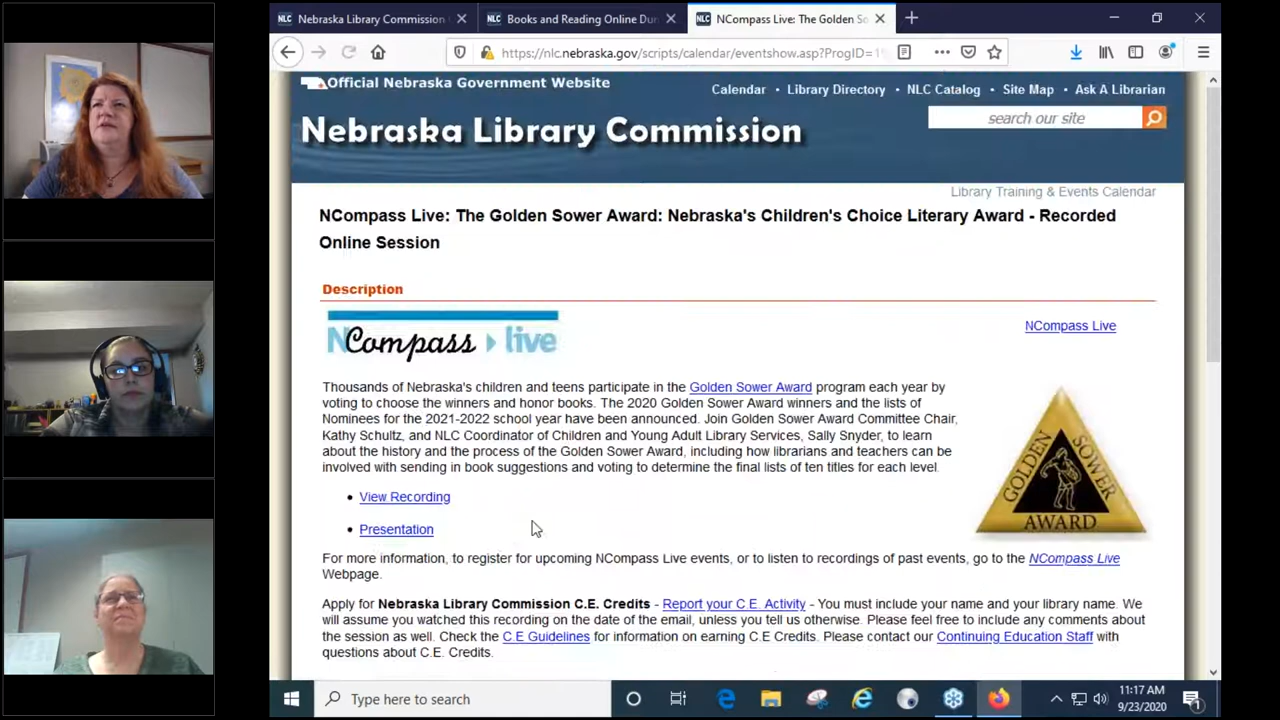 Nebraska Library Commission
Books and Reading Online Du
NCompass Live: The Golden So
https://nlc.nebraska.gov/scripts/calendar/eventshow.asp?ProgID=1
Official Nebraska Government Website
Calendar • Library Directory • NLC Catalog • Site Map • Ask A Librarian
Nebraska Library Commission
search our site
Library Training & Events Calendar
NCompass Live: The Golden Sower Award: Nebraska's Children's Choice Literary Award - Recorded
Online Session
Description
NCompass live
NCompass Live
Thousands of Nebraska's children and teens participate in the Golden Sower Award program each year by
voting to choose the winners and honor books. The 2020 Golden Sower Award winners and the lists of
Nominees for the 2021-2022 school year have been announced. Join Golden Sower Award Committee Chair,
Kathy Schultz, and NLC Coordinator of Children and Young Adult Library Services, Sally Snyder, to learn
about the history and the process of the Golden Sower Award, including how librarians and teachers can be
involved with sending in book suggestions and voting to determine the final lists of ten titles for each level.
GOLDEN SOWER
AWARD
• View Recording
• Presentation
For more information, to register for upcoming NCompass Live events, or to listen to recordings of past events, go to the NCompass Live
Webpage.
Apply for Nebraska Library Commission C.E. Credits - Report your C.E. Activity - You must include your name and your library name. We
will assume you watched this recording on the date of the email, unless you tell us otherwise. Please feel free to include any comments about
the session as well. Check the C.E Guidelines for information on earning C.E Credits. Please contact our Continuing Education Staff with
questions about C.E. Credits.
Type here to search
11:17 AM
9/23/2020